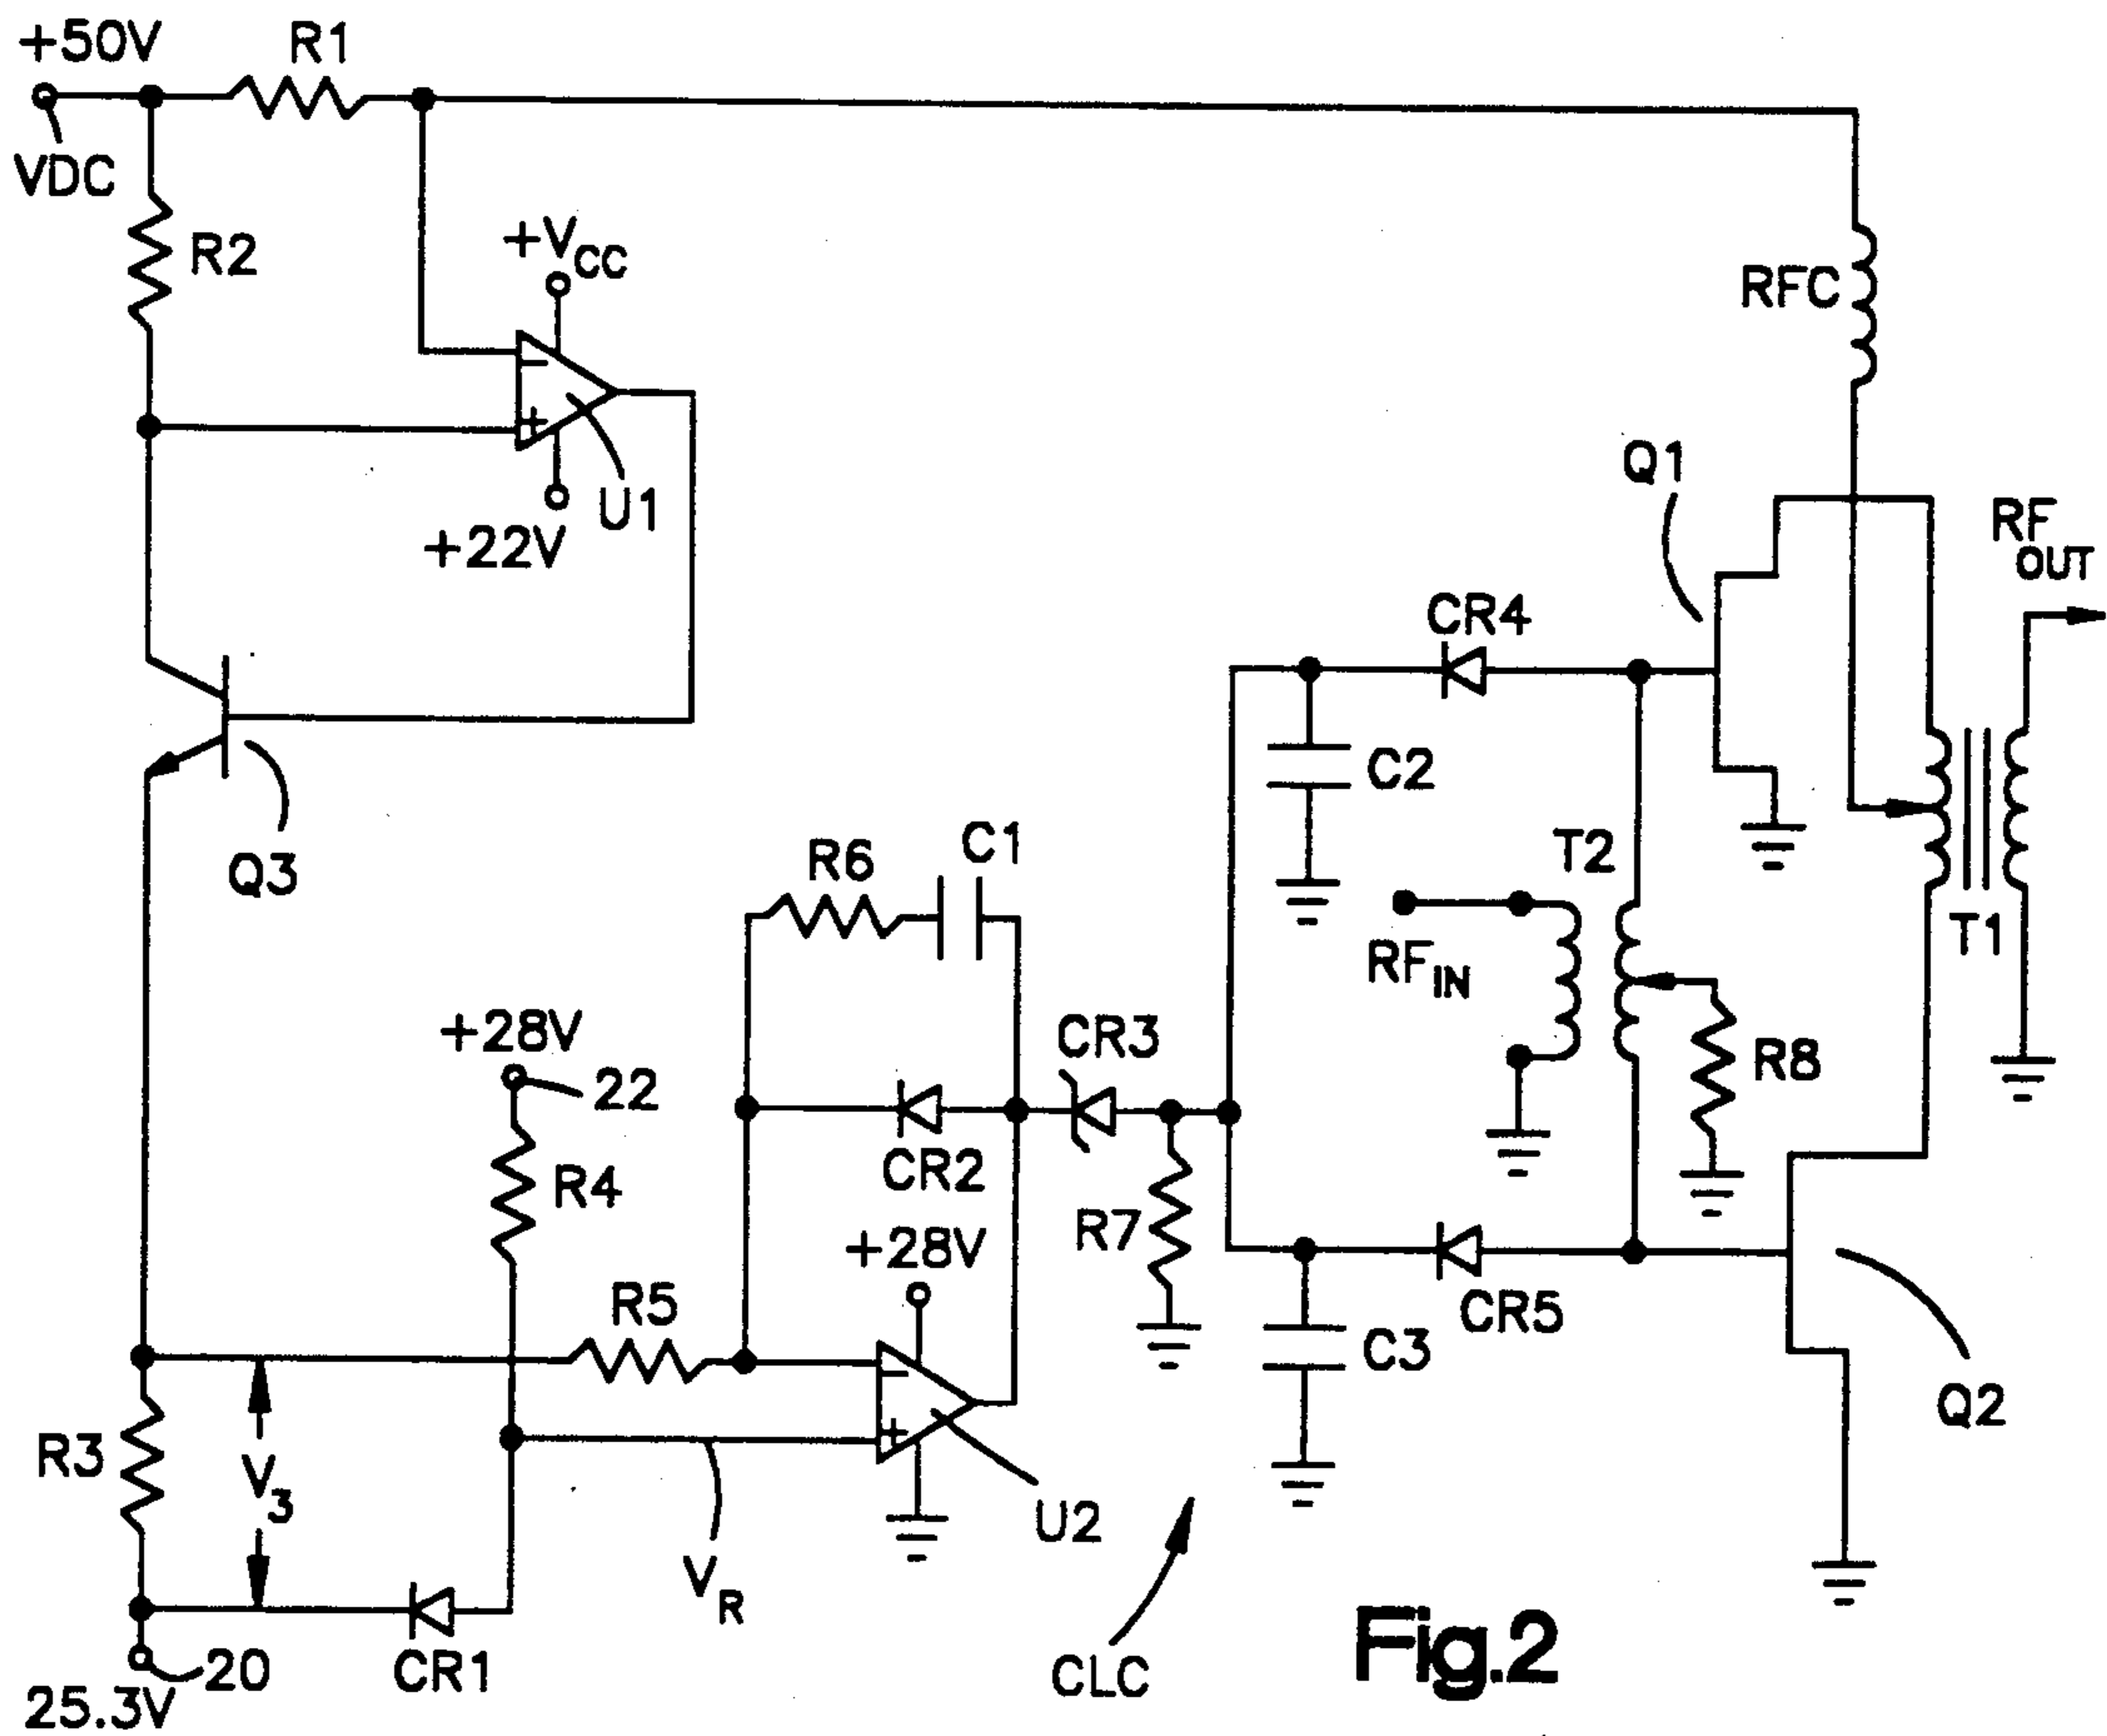 +50V
R1
VDC
R2
+VCC
RFC
U1
+22V
Q1
RF OUT
CR4
C2
Q3
R6
C1
T2
T1
RFIN
+28V
22
CR3
R8
R4
CR2
+28V
R7
R5
CR5
C3
Q2
R3
V3
U2
VR
CLC
Fig.2
20
CR1
25.3V